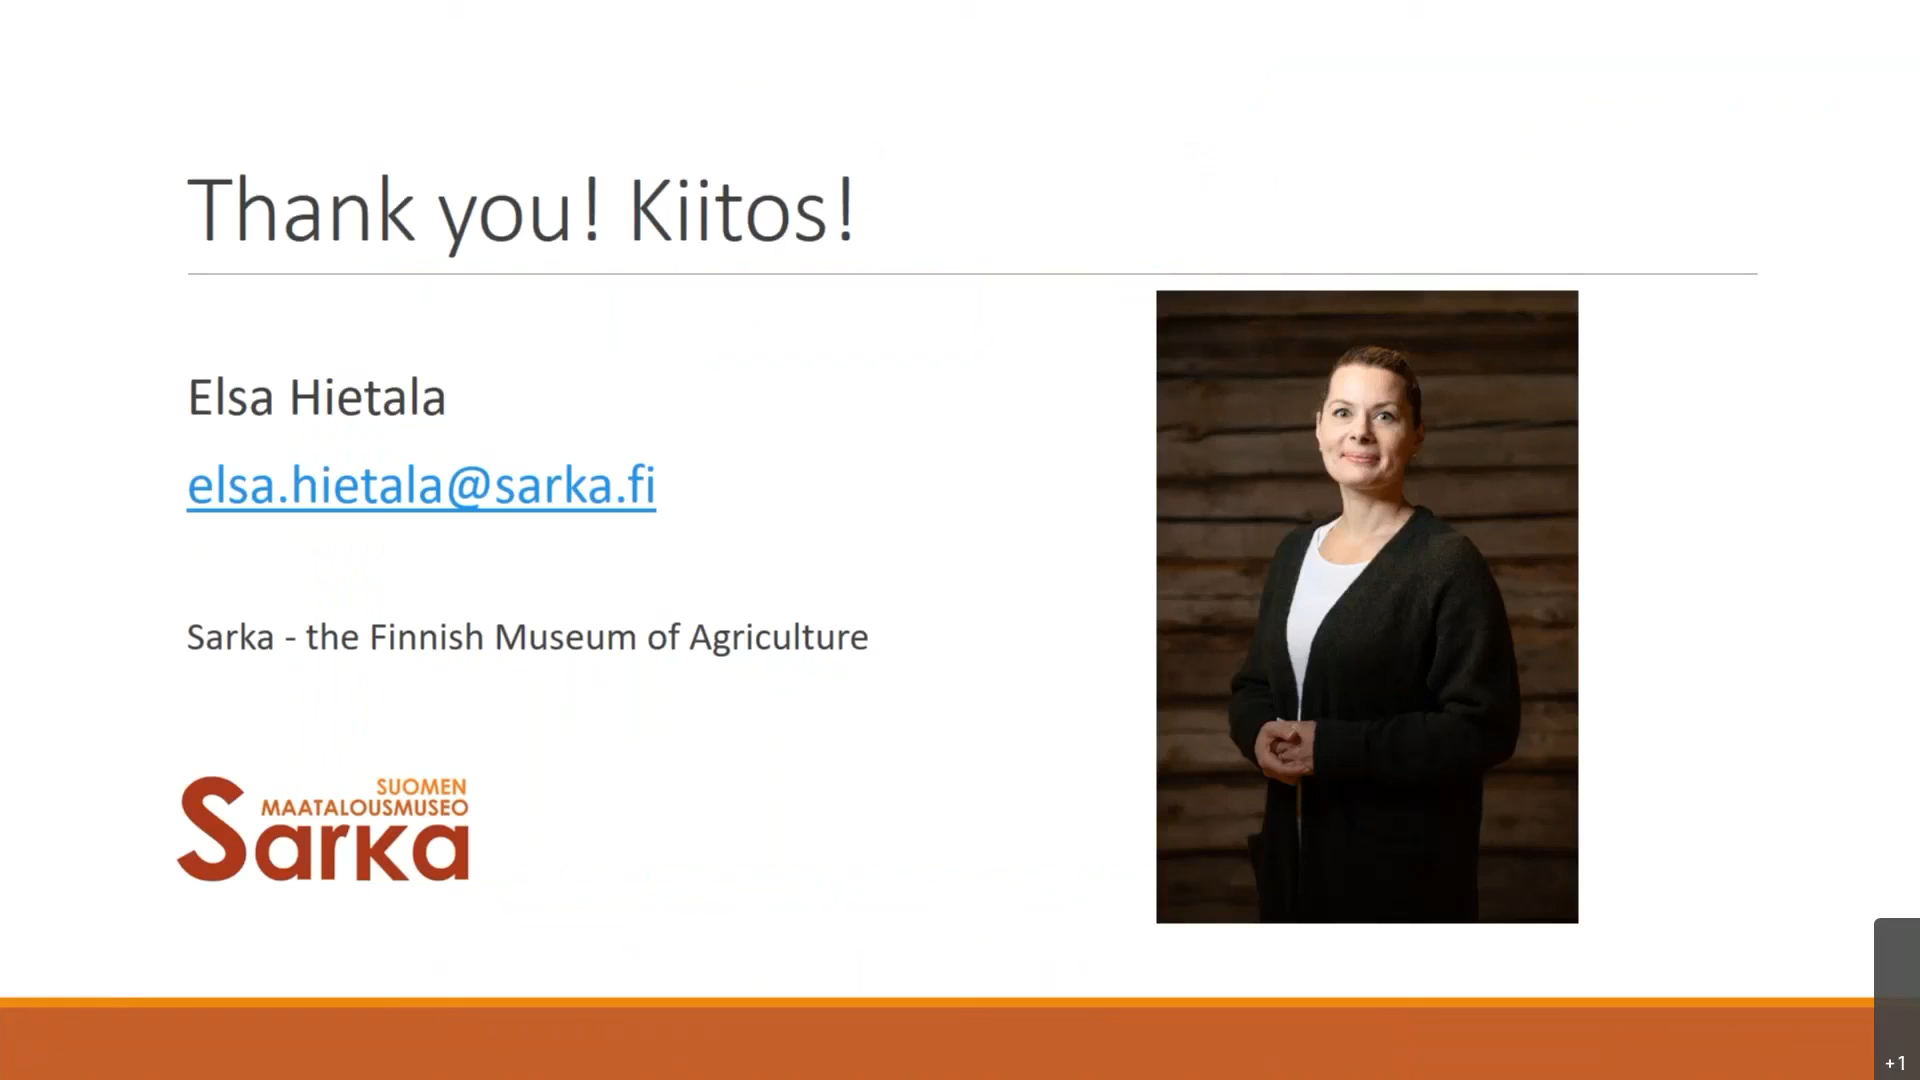 Thank you! Kiitos!
Elsa Hietala
elsa.hietala@sarka.fi
Sarka - the Finnish Museum of Agriculture
SUOMEN
MAATALOUSMUSEO
Sarka
+1